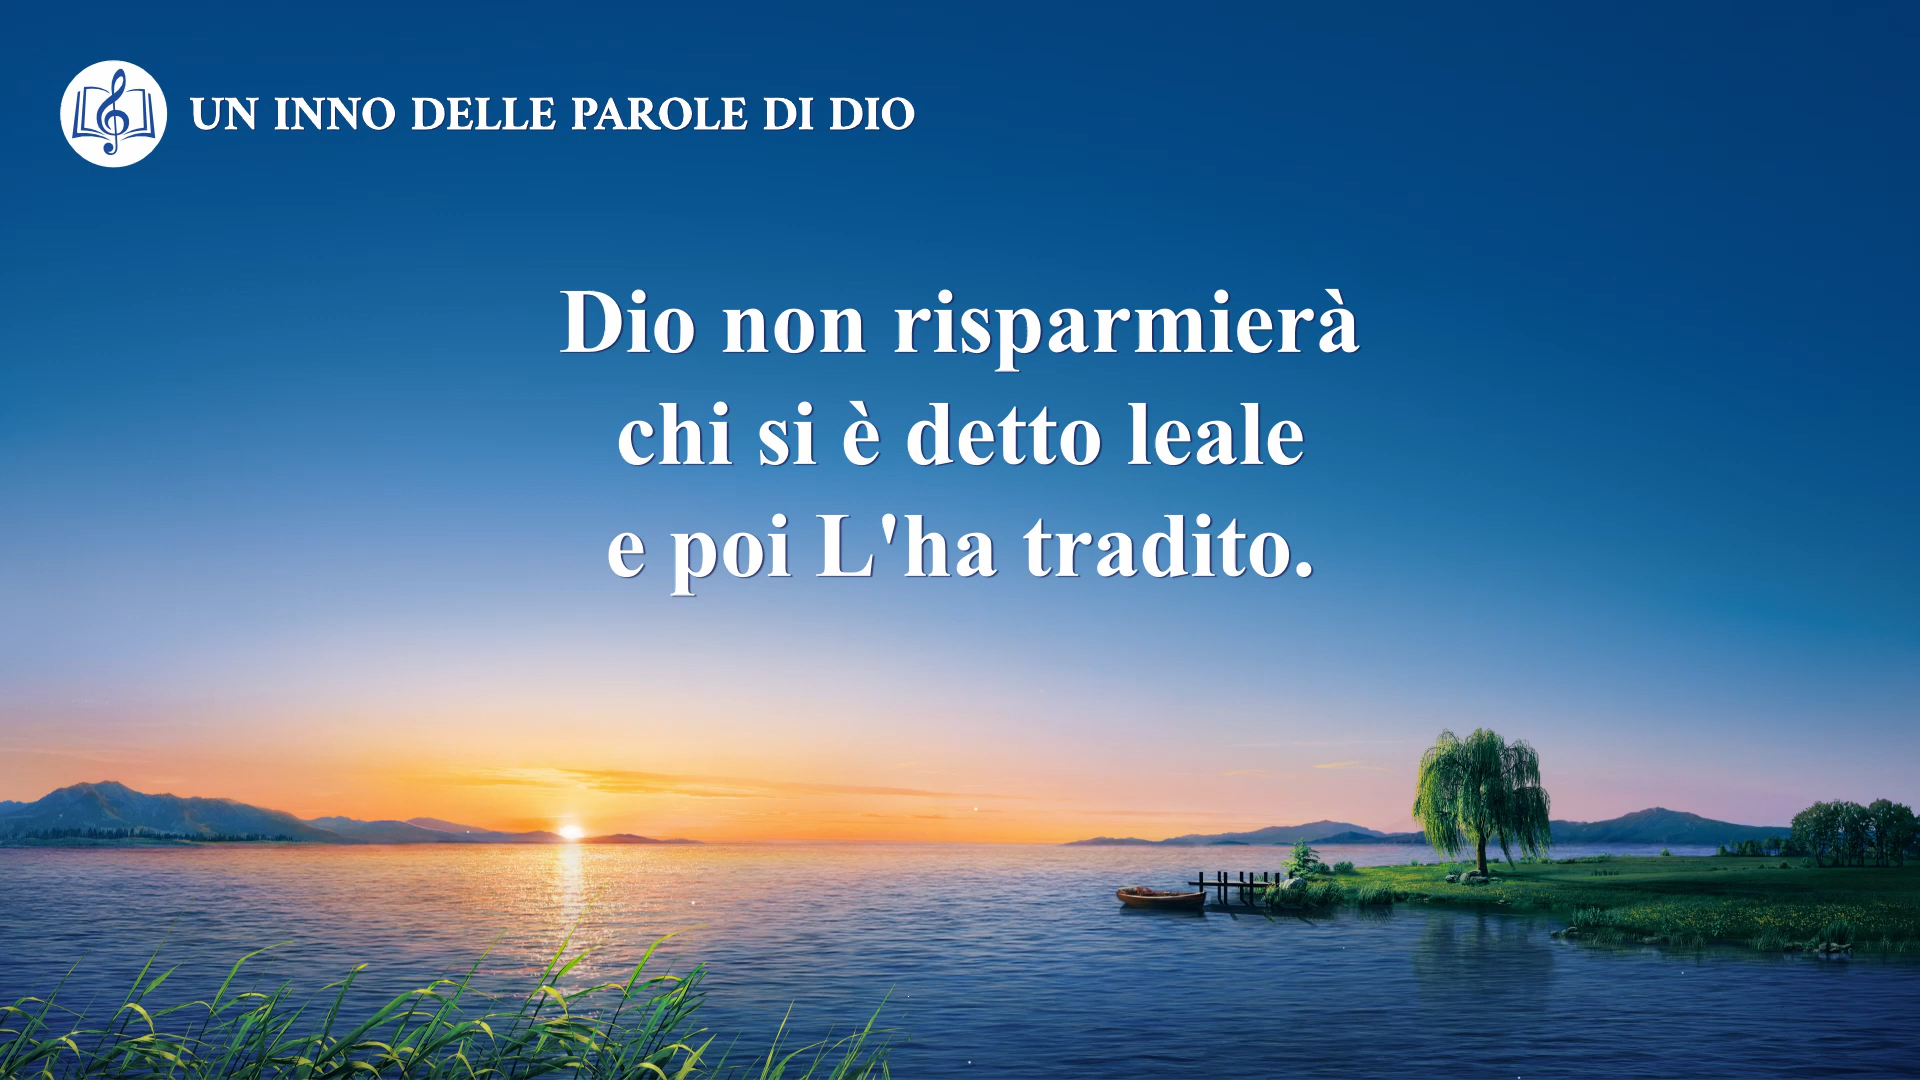 UN INNO DELLE PAROLE DI DIO
Dio non risparmierà
chi si è detto leale
e poi L'ha tradito.